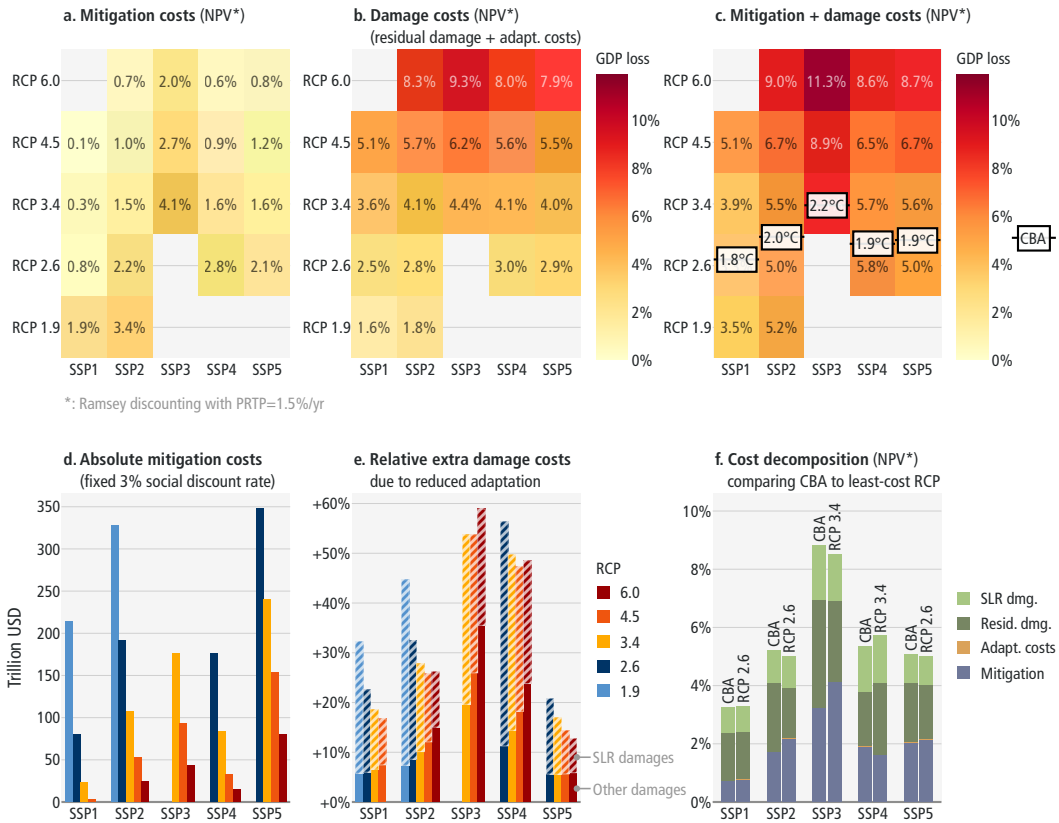 a. Mitigation costs (NPV*)
b. Damage costs (NPV*)
(residual damage + adapt. costs)
c. Mitigation + damage costs (NPV*)
GDP loss
GDP loss
RCP 6.0
0.7%
2.0%
0.6%
0.8%
8.3%
9.3%
8.0%
7.9%
9.0%
11.3%
8.6%
8.7%
10%
10%
RCP 4.5
0.1%
1.0%
2.7%
0.9%
1.2%
5.1%
5.7%
6.2%
5.6%
5.5%
5.1%
6.7%
8.9%
6.5%
6.7%
8%
8%
RCP 3.4
0.3%
1.5%
4.1%
1.6%
1.6%
3.6%
4.1%
4.4%
4.1%
4.0%
3.9%
5.5%
2.2°C
5.7%
5.6%
6%
6%
2.0°C
1.9°C
1.9°C
CBA
RCP 2.6
0.8%
2.2%
2.8%
2.1%
2.5%
2.8%
3.0%
2.9%
1.8°C
5.0%
5.8%
5.0%
4%
4%
RCP 1.9
1.9%
3.4%
1.6%
1.8%
3.5%
5.2%
2%
2%
0%
0%
SSP1
SSP2
SSP3
SSP4
SSP5
SSP1
SSP2
SSP3
SSP4
SSP5
SSP1
SSP2
SSP3
SSP4
SSP5
*: Ramsey discounting with PRTP=1.5%/yr
d. Absolute mitigation costs
(fixed 3% social discount rate)
Trillion USD
350
300
250
200
150
100
50
0
SSP1
SSP2
SSP3
SSP4
SSP5
e. Relative extra damage costs
due to reduced adaptation
+60%
+50%
+40%
+30%
+20%
+10%
+0%
SSP1
SSP2
SSP3
SSP4
SSP5
SLR damages
Other damages
RCP
6.0
4.5
3.4
2.6
1.9
f. Cost decomposition (NPV*)
comparing CBA to least-cost RCP
10%
8%
6%
4%
2%
0%
CBA
RCP 2.6
CBA
RCP 2.6
CBA
RCP 3.4
CBA
RCP 3.4
CBA
RCP 2.6
SSP1
SSP2
SSP3
SSP4
SSP5
SLR dmg.
Resid. dmg.
Adapt. costs
Mitigation